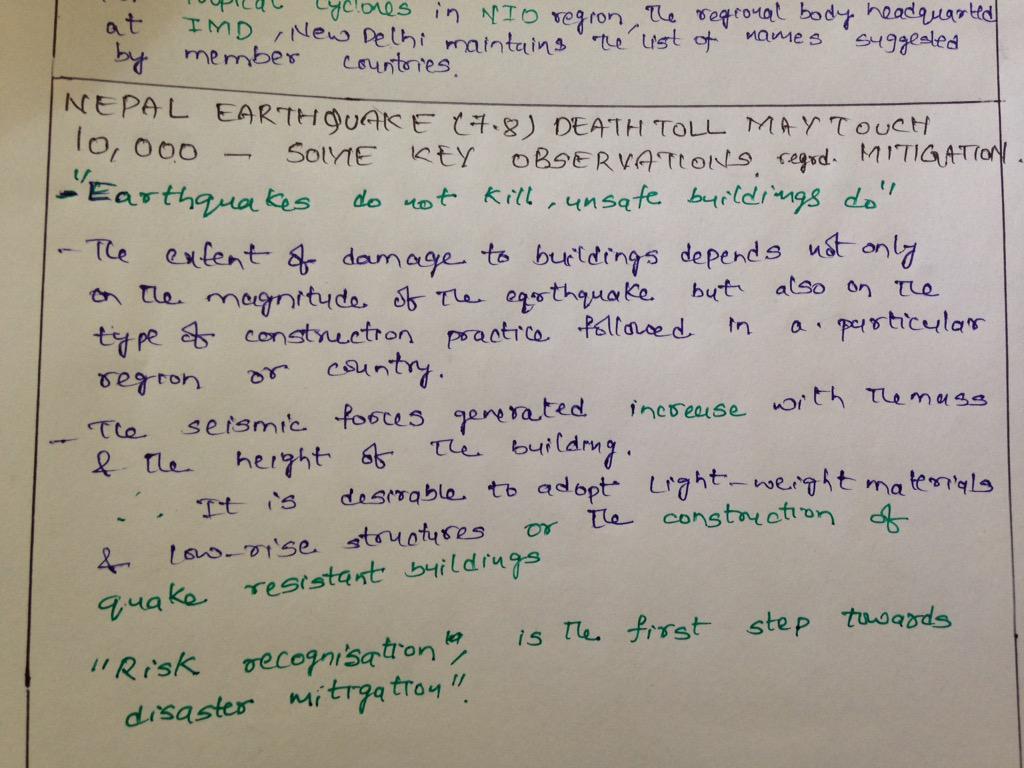 cyclones in NIO region, The regional body headquarted
at IMD, New Delhi maintains the list of names suggested
by member countries.
NEPAL EARTHQUAKE (7.8) DEATH TOLL MAY TOUCH
10,000 – SOME KEY OBSERVATIONS regrd. MITIGATION.
- "Earthquakes do not kill, unsafe buildings do"
- The extent of damage to buildings depends not only
on the magnitude of the earthquake but also on the
type of construction practice followed in a particular
region or country.
- The seismic forces generated increase with the mass
& the height of the building.
∴ It is desirable to adopt Light-weight materials
& low-rise structures or the construction of
quake resistant buildings
"Risk recognisation is the first step towards
disaster mitigation".